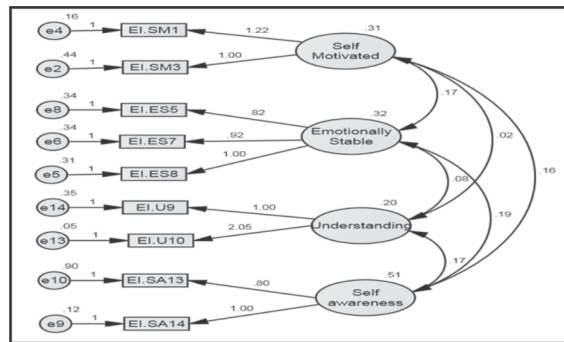 .16
e4 1 EI.SM1 1.22 .31
.44 Self
Motivated
e2 1 EI.SM3 1.00
.34 .17
e8 1 EI.ES5 .82 .32
.34 Emotionally
Stable .02
e6 1 EI.ES7 .92
.31 .16
e5 1 EI.ES8 1.00 .08
.35 .20 .19
e14 1 EI.U9 1.00
.05 Understanding
e13 1 EI.U10 2.05
.90 .17
e10 1 EI.SA13 .80 .51
.12 Self
awareness
e9 1 EI.SA14 1.00